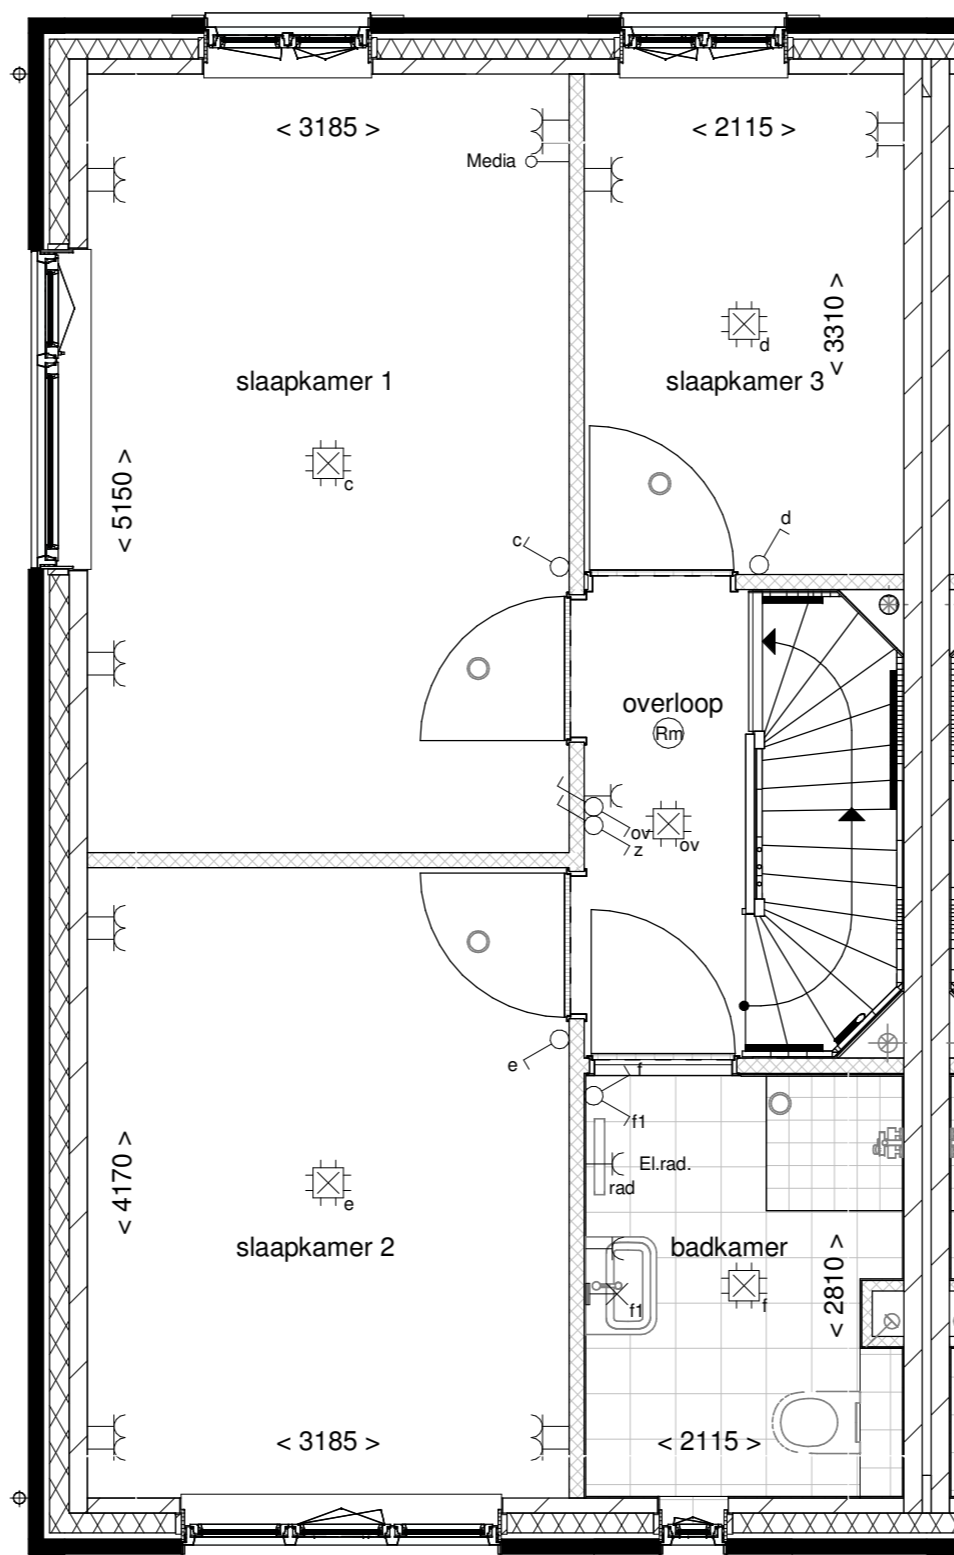 < 3185 >
< 2115 >
Media
< 3310 >
d
slaapkamer 1
slaapkamer 3
< 5150 >
c
c
d
overloop
Rm
ov
z
ov
e
f
f1
El.rad.
rad
< 4170 >
e
slaapkamer 2
badkamer
< 2810 >
f1
f
< 3185 >
< 2115 >